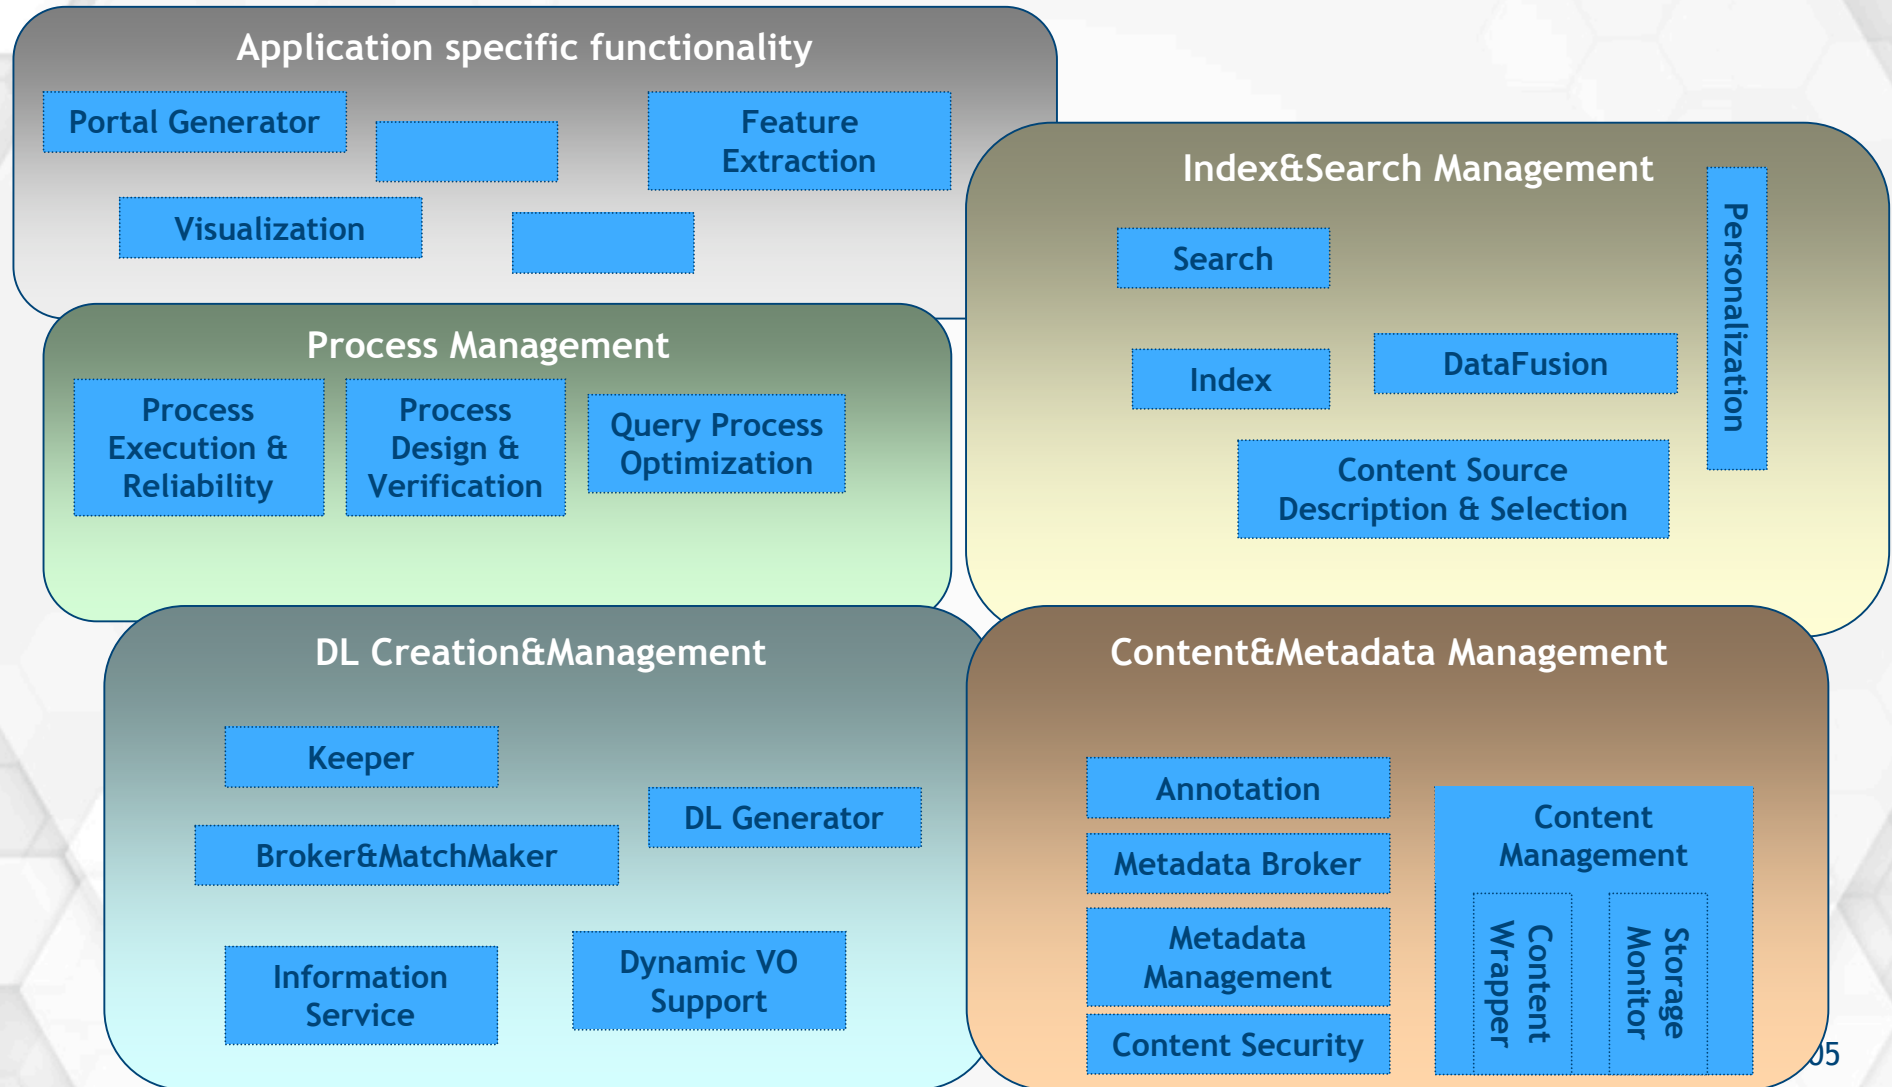 Application specific functionality
Portal Generator
Feature
Extraction
Visualization
Index&Search Management
Search
Index
DataFusion
Personalization
Content Source
Description & Selection
Process Management
Process
Execution &
Reliability
Process
Design &
Verification
Query Process
Optimization
DL Creation&Management
Keeper
DL Generator
Broker&MatchMaker
Information
Service
Dynamic VO
Support
Content&Metadata Management
Annotation
Metadata Broker
Metadata
Management
Content Security
Content
Management
Content
Wrapper
Storage
Monitor
05